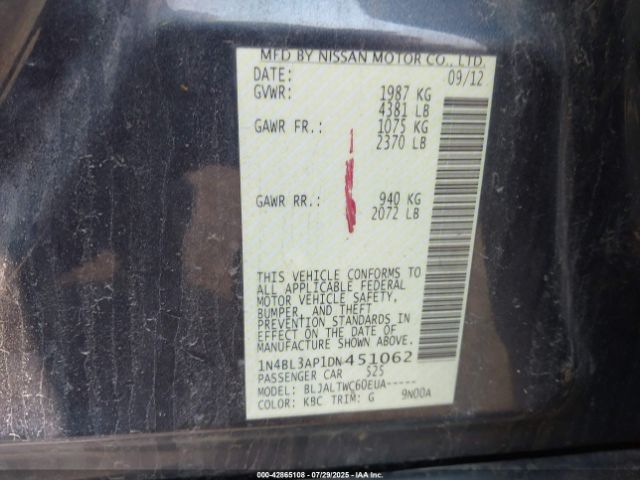 MFD BY NISSAN MOTOR CO., LTD.
DATE: 09/12
GVWR: 1987 KG
4381 LB
GAWR FR.: 1075 KG
2370 LB
GAWR RR.: 940 KG
2072 LB
THIS VEHICLE CONFORMS TO
ALL APPLICABLE FEDERAL
MOTOR VEHICLE SAFETY,
BUMPER, AND THEFT
PREVENTION STANDARDS IN
EFFECT ON THE DATE OF
MANUFACTURE SHOWN ABOVE.
1N4BL3AP1DN451062
PASSENGER CAR S25
MODEL: BLJALTWC60EUA-----
COLOR: KBC TRIM: G 9N00A
000-42865108 | 07/29/2025 | IAAI.COM